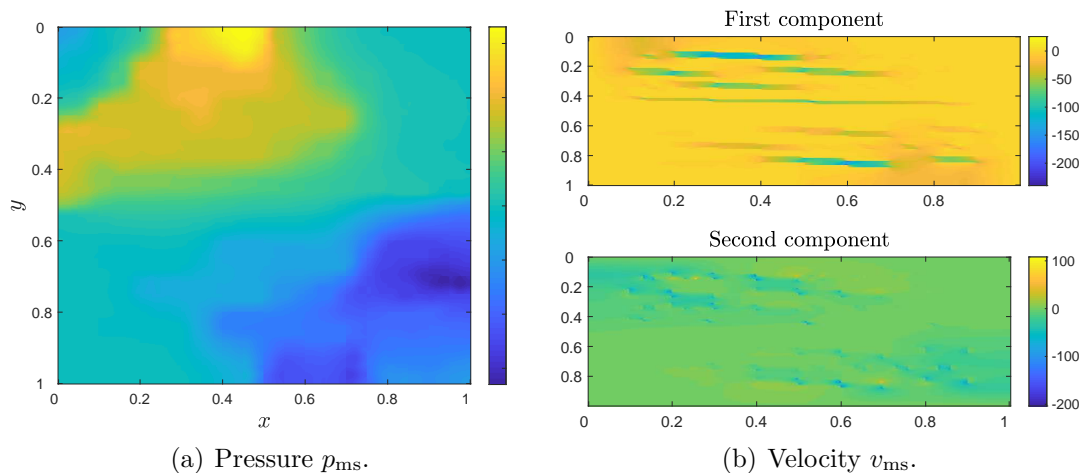 First component
0
0.2
0.4
0.6
0.8
1
y
0 0.2 0.4 0.6 0.8 1
x
0
0.2
0.4
0.6
0.8
1
0 0.2 0.4 0.6 0.8
0
-50
-100
-150
-200
Second component
0
0.2
0.4
0.6
0.8
0 0.2 0.4 0.6 0.8 1
100
0
-100
-200
(a) Pressure pms.
(b) Velocity vms.